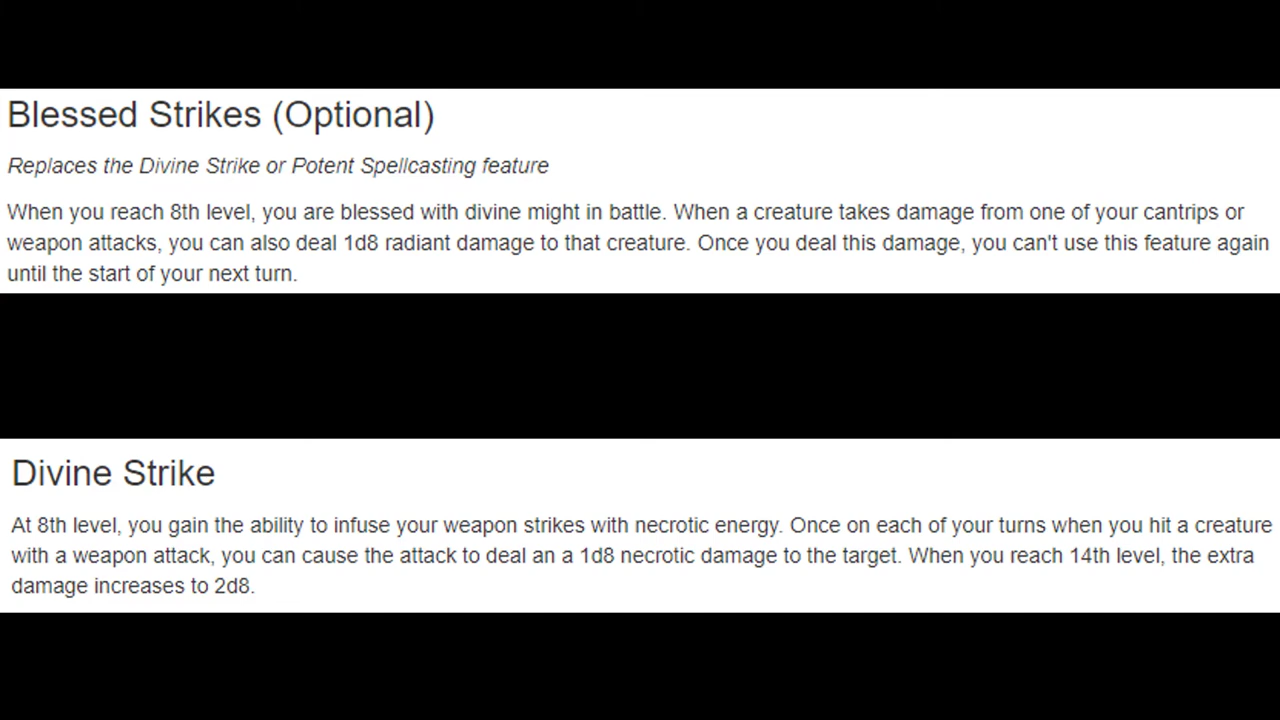 Blessed Strikes (Optional)
Replaces the Divine Strike or Potent Spellcasting feature
When you reach 8th level, you are blessed with divine might in battle. When a creature takes damage from one of your cantrips or
weapon attacks, you can also deal 1d8 radiant damage to that creature. Once you deal this damage, you can't use this feature again
until the start of your next turn.
Divine Strike
At 8th level, you gain the ability to infuse your weapon strikes with necrotic energy. Once on each of your turns when you hit a creature
with a weapon attack, you can cause the attack to deal an a 1d8 necrotic damage to the target. When you reach 14th level, the extra
damage increases to 2d8.